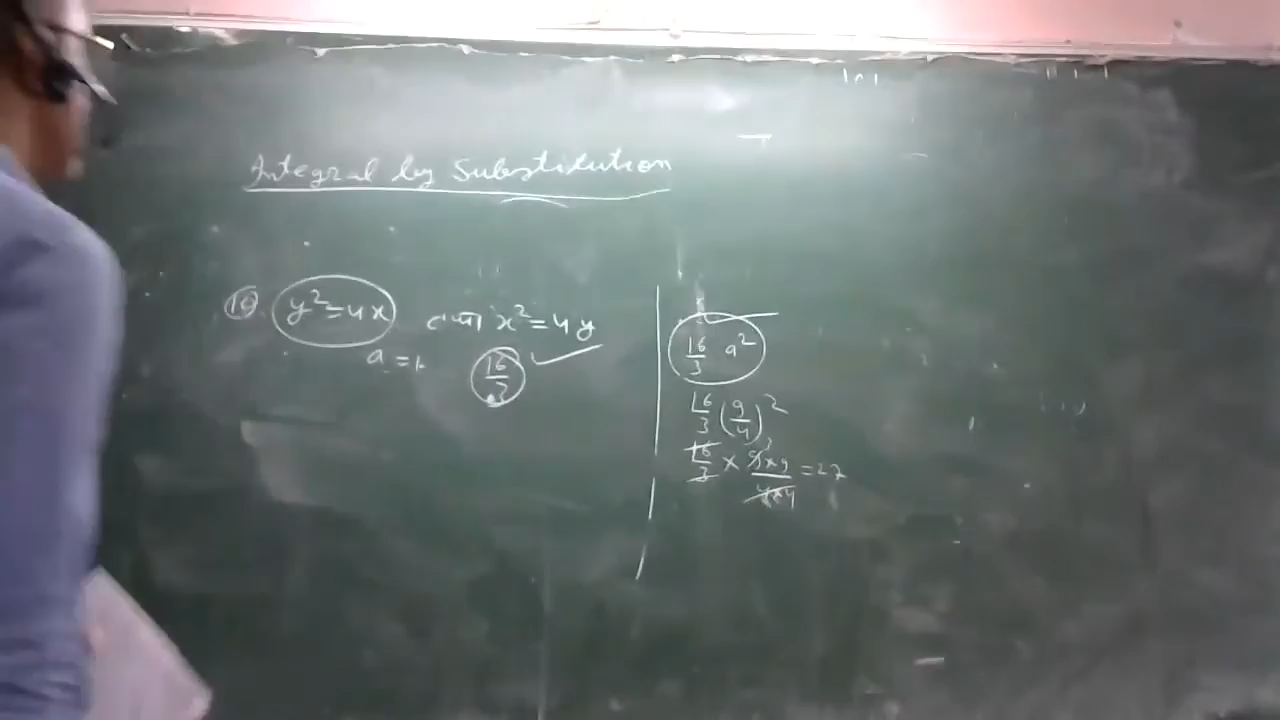 Integral by Substitution
(19) y²=4x तथा x²=4y
a=1
16/3
16/3 a²
16/3 (9/4)²
16/3 × 9×9/4×4 = 27